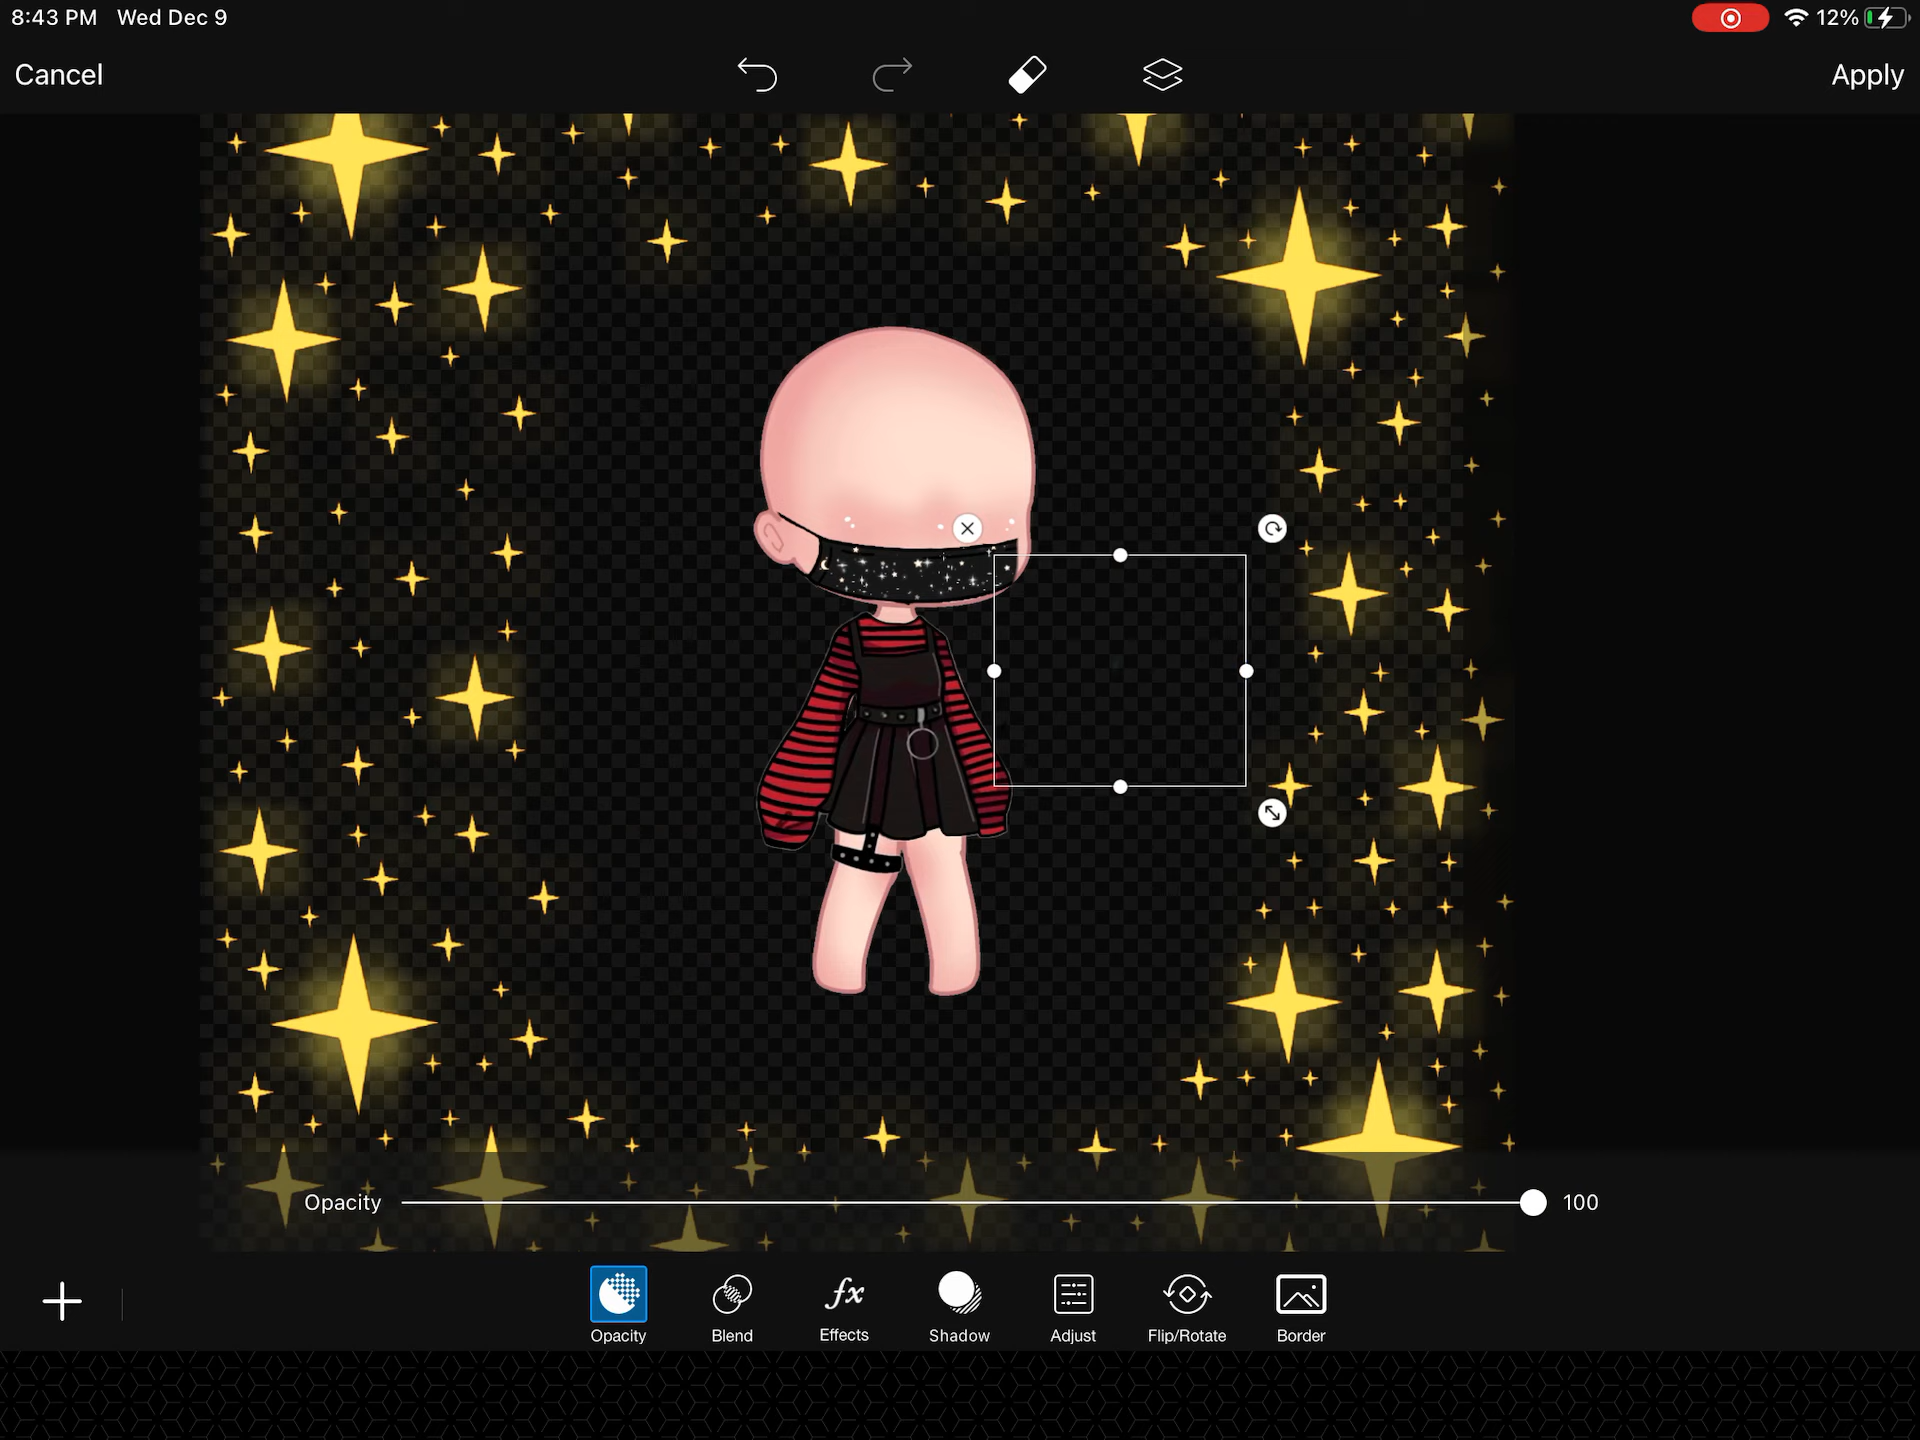 8:43 PM Wed Dec 9
12%
Cancel
Apply
Opacity
100
Opacity
Blend
fx
Effects
Shadow
Adjust
Flip/Rotate
Border